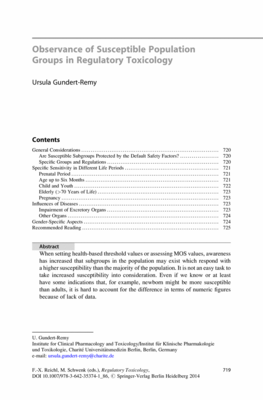 Observance of Susceptible Population
Groups in Regulatory Toxicology
Ursula Gundert-Remy
Contents
General Considerations ........ 720
Are Susceptible Subgroups Protected by the Default Safety Factors? ........ 720
Specific Groups and Regulations ........ 720
Specific Sensitivity in Different Life Periods ........ 721
Prenatal Period ........ 721
Age up to Six Months ........ 721
Child and Youth ........ 722
Elderly (>70 Years of Life) ........ 723
Pregnancy ........ 723
Influences of Diseases ........ 723
Impairment of Excretory Organs ........ 723
Other Organs ........ 724
Gender-Specific Aspects ........ 724
Recommended Reading ........ 725
Abstract
When setting health-based threshold values or assessing MOS values, awareness
has increased that subgroups in the population may exist which respond with
a higher susceptibility than the majority of the population. It is not an easy task to
take increased susceptibility into consideration. Even if we know or at least
have some indications that, for example, newborn might be more susceptible
than adults, it is hard to account for the difference in terms of numeric figures
because of lack of data.
U. Gundert-Remy
Institute for Clinical Pharmacology and Toxicology/Institut für Klinische Pharmakologie
und Toxikologie, Charité Universitätsmedizin Berlin, Berlin, Germany
e-mail: ursula.gundert-remy@charite.de
F.-X. Reichl, M. Schwenk (eds.), Regulatory Toxicology,
DOI 10.1007/978-3-642-35374-1_86, © Springer-Verlag Berlin Heidelberg 2014
719